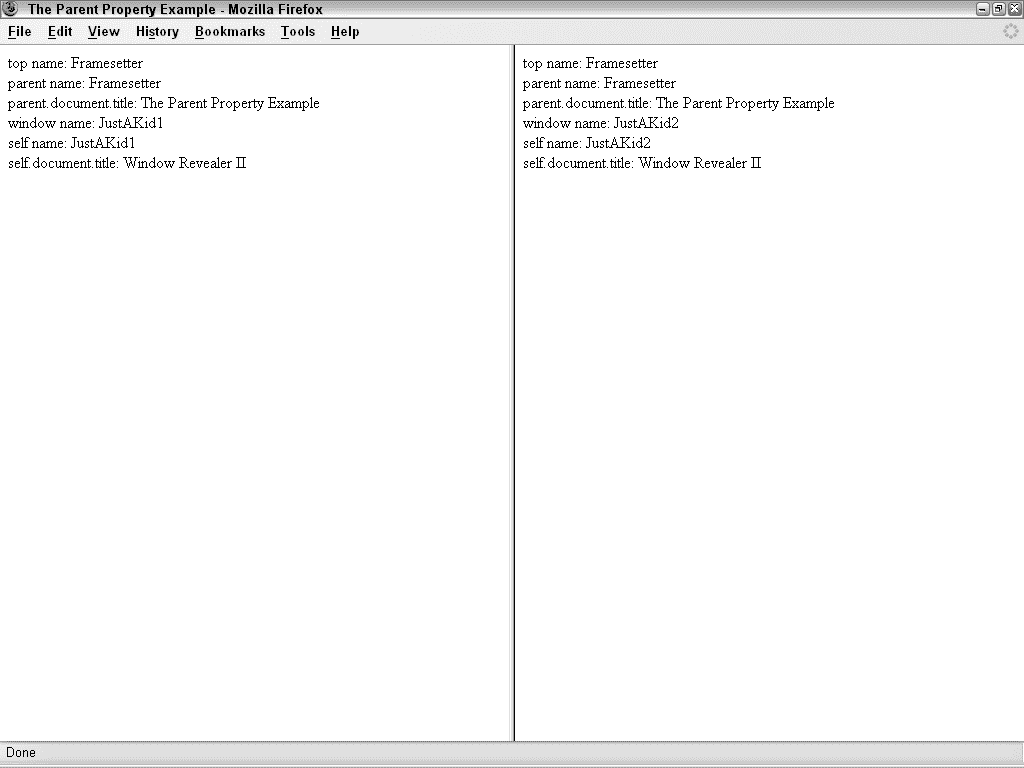 The Parent Property Example - Mozilla Firefox
File Edit View History Bookmarks Tools Help
top name: Framesetter
parent name: Framesetter
parent.document.title: The Parent Property Example
window name: JustAKid1
self name: JustAKid1
self.document.title: Window Revealer II
top name: Framesetter
parent name: Framesetter
parent.document.title: The Parent Property Example
window name: JustAKid2
self name: JustAKid2
self.document.title: Window Revealer II
Done